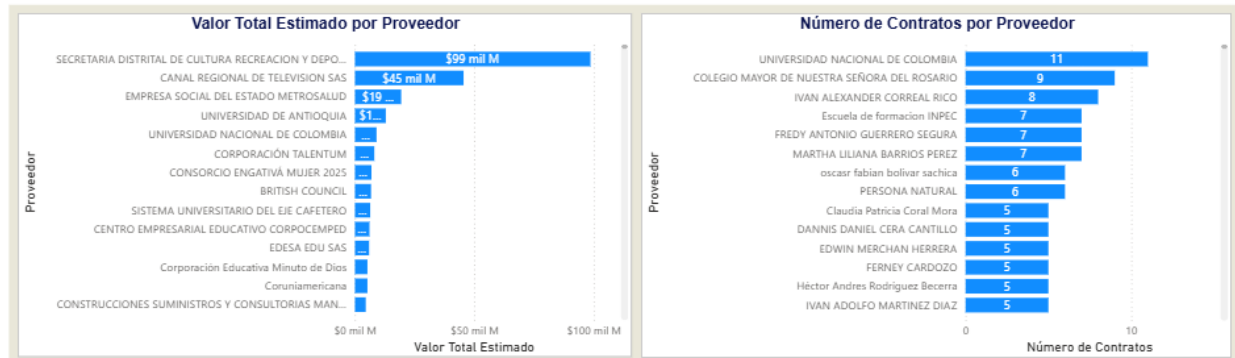 Valor Total Estimado por Proveedor
Proveedor
SECRETARIA DISTRITAL DE CULTURA RECREACION Y DEPO... $99 mil M
CANAL REGIONAL DE TELEVISION SAS $45 mil M
EMPRESA SOCIAL DEL ESTADO METROSALUD $19 ...
UNIVERSIDAD DE ANTIOQUIA $1...
UNIVERSIDAD NACIONAL DE COLOMBIA ...
CORPORACIÓN TALENTUM ...
CONSORCIO ENGATIVÁ MUJER 2025 ...
BRITISH COUNCIL ...
SISTEMA UNIVERSITARIO DEL EJE CAFETERO ...
CENTRO EMPRESARIAL EDUCATIVO CORPOCEMPED ...
EDESA EDU SAS ...
Corporación Educativa Minuto de Dios
Coruniamericana
CONSTRUCCIONES SUMINISTROS Y CONSULTORIAS MAN...
$0 mil M $50 mil M $100 mil M
Valor Total Estimado
Número de Contratos por Proveedor
Proveedor
UNIVERSIDAD NACIONAL DE COLOMBIA 11
COLEGIO MAYOR DE NUESTRA SEÑORA DEL ROSARIO 9
IVAN ALEXANDER CORREAL RICO 8
Escuela de formacion INPEC 7
FREDY ANTONIO GUERRERO SEGURA 7
MARTHA LILIANA BARRIOS PEREZ 7
oscasr fabian bolivar sachica 6
PERSONA NATURAL 6
Claudia Patricia Coral Mora 5
DANNIS DANIEL CERA CANTILLO 5
EDWIN MERCHAN HERRERA 5
FERNEY CARDOZO 5
Héctor Andres Rodríguez Becerra 5
IVAN ADOLFO MARTINEZ DIAZ 5
0 10
Número de Contratos